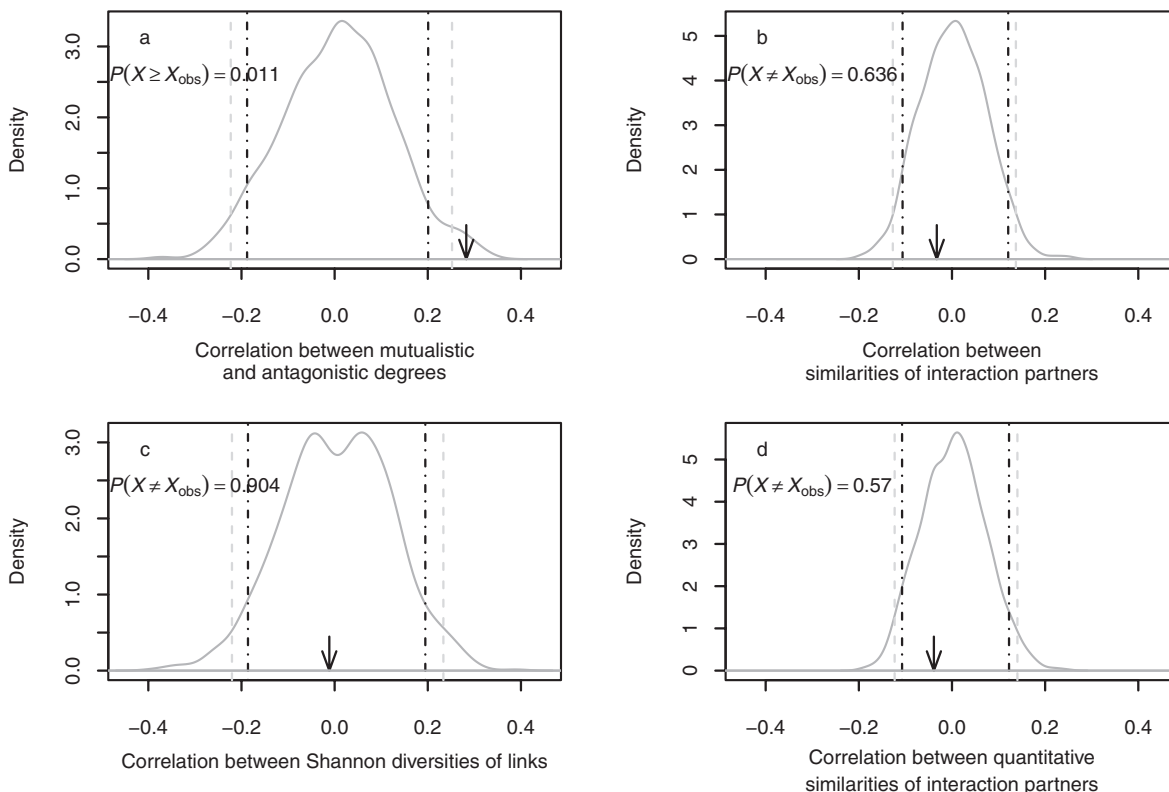 a
P(X ≥ Xobs) = 0.011
Density
0.0
1.0
2.0
3.0
−0.4 −0.2 0.0 0.2 0.4
Correlation between mutualistic
and antagonistic degrees
b
P(X ≠ Xobs) = 0.636
Density
0
1
2
3
4
5
−0.4 −0.2 0.0 0.2 0.4
Correlation between
similarities of interaction partners
c
P(X ≠ Xobs) = 0.904
Density
0.0
1.0
2.0
3.0
−0.4 −0.2 0.0 0.2 0.4
Correlation between Shannon diversities of links
d
P(X ≠ Xobs) = 0.57
Density
0
1
2
3
4
5
−0.4 −0.2 0.0 0.2 0.4
Correlation between quantitative
similarities of interaction partners